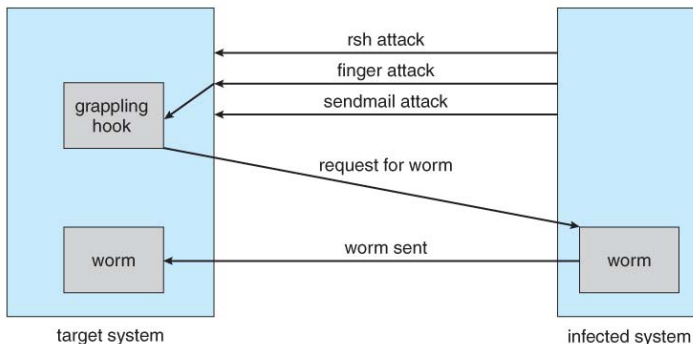 rsh attack
finger attack
sendmail attack
grappling
hook
request for worm
worm sent
worm
worm
target system
infected system